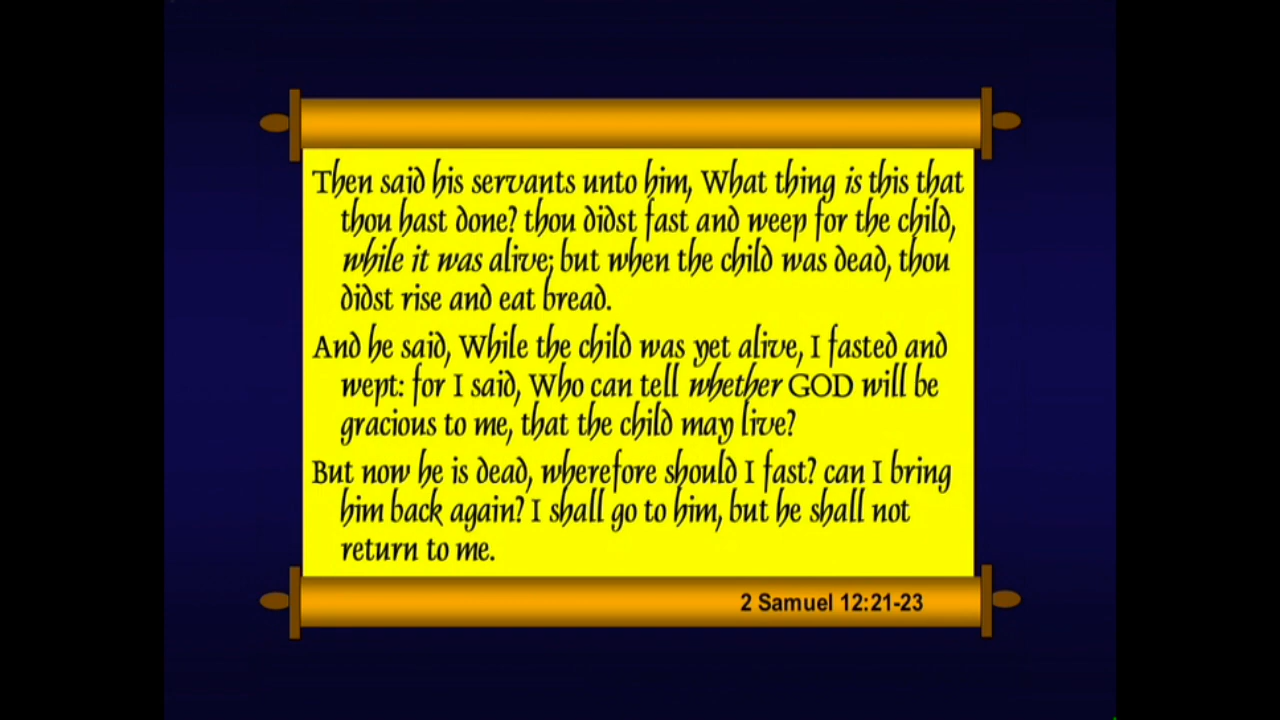 Then said his servants unto him, What thing is this that
thou hast done? thou didst fast and weep for the child,
while it was alive; but when the child was dead, thou
didst rise and eat bread.
And he said, While the child was yet alive, I fasted and
wept: for I said, Who can tell whether GOD will be
gracious to me, that the child may live?
But now he is dead, wherefore should I fast? can I bring
him back again? I shall go to him, but he shall not
return to me.
2 Samuel 12:21-23